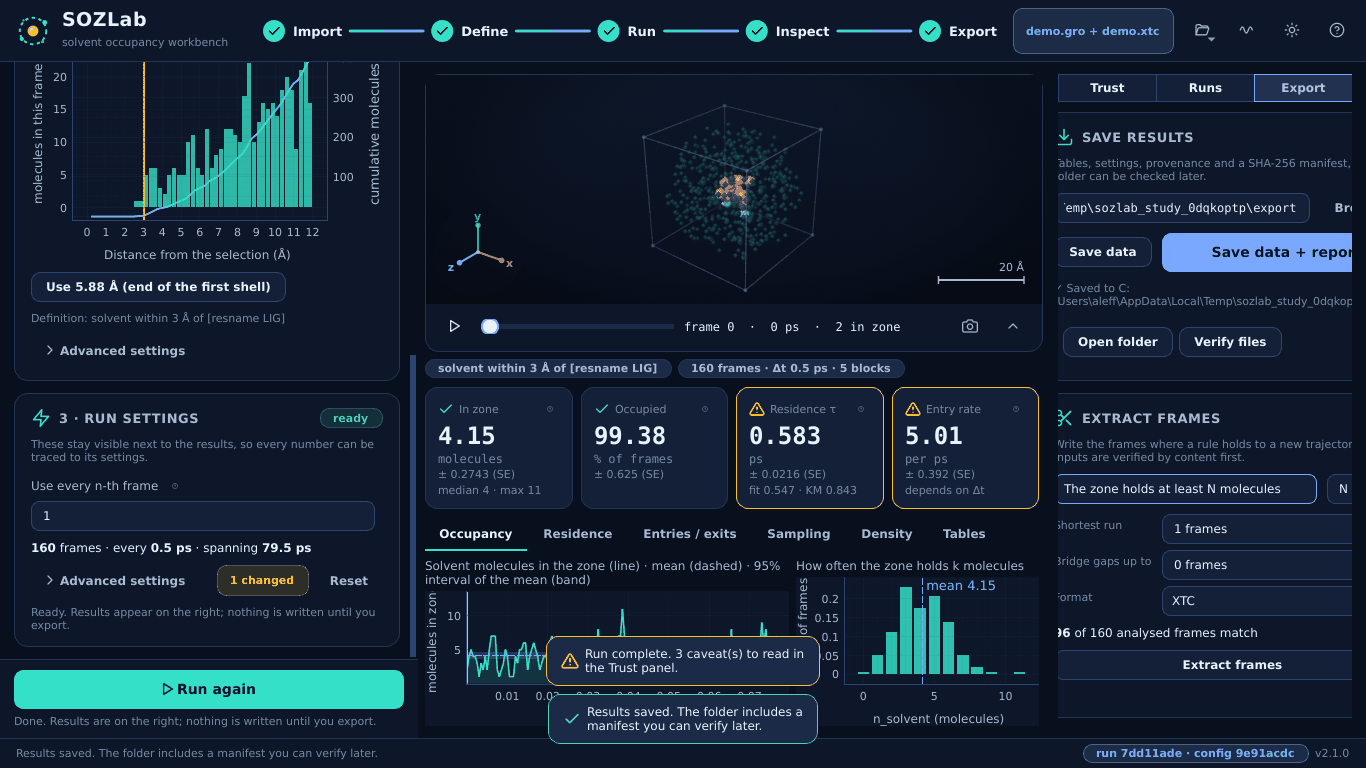 SOZLab
solvent occupancy workbench
Import
Define
Run
Inspect
Export
demo.gro + demo.xtc
molecules in this frame
20
15
10
5
0
300
200
100
cumulative molecules
0 1 2 3 4 5 6 7 8 9 10 11 12
Distance from the selection (Å)
Use 5.88 Å (end of the first shell)
Definition: solvent within 3 Å of [resname LIG]
Advanced settings
3 · RUN SETTINGS
ready
These stay visible next to the results, so every number can be
traced to its settings.
Use every n-th frame
1
160 frames · every 0.5 ps · spanning 79.5 ps
Advanced settings
1 changed
Reset
Ready. Results appear on the right; nothing is written until you
export.
Run again
Done. Results are on the right; nothing is written until you export.
y
z
x
20 Å
frame 0 · 0 ps · 2 in zone
solvent within 3 Å of [resname LIG]
160 frames · Δt 0.5 ps · 5 blocks
In zone
4.15
molecules
± 0.2743 (SE)
median 4 · max 11
Occupied
99.38
% of frames
± 0.625 (SE)
Residence τ
0.583
ps
± 0.0216 (SE)
fit 0.547 · KM 0.843
Entry rate
5.01
per ps
± 0.392 (SE)
depends on Δt
Occupancy
Residence
Entries / exits
Sampling
Density
Tables
Solvent molecules in the zone (line) · mean (dashed) · 95%
interval of the mean (band)
molecules in zon
10
5
0.01
How often the zone holds k molecules
of frames
mean 4.15
0.2
0.15
0.1
0.05
0
0 5 10
n_solvent (molecules)
Run complete. 3 caveat(s) to read in
the Trust panel.
Results saved. The folder includes a
manifest you can verify later.
Trust
Runs
Export
SAVE RESULTS
Tables, settings, provenance and a SHA-256 manifest,
older can be checked later.
Temp\sozlab_study_0dqkoptp\export
Bro
Save data
Save data + repor
✓ Saved to C:
Users\aleff\AppData\Local\Temp\sozlab_study_0dqkop
Open folder
Verify files
EXTRACT FRAMES
Write the frames where a rule holds to a new trajector
nputs are verified by content first.
The zone holds at least N molecules
N
Shortest run
1 frames
Bridge gaps up to
0 frames
Format
XTC
96 of 160 analysed frames match
Extract frames
Results saved. The folder includes a manifest you can verify later.
run 7dd11ade · config 9e91acdc
v2.1.0